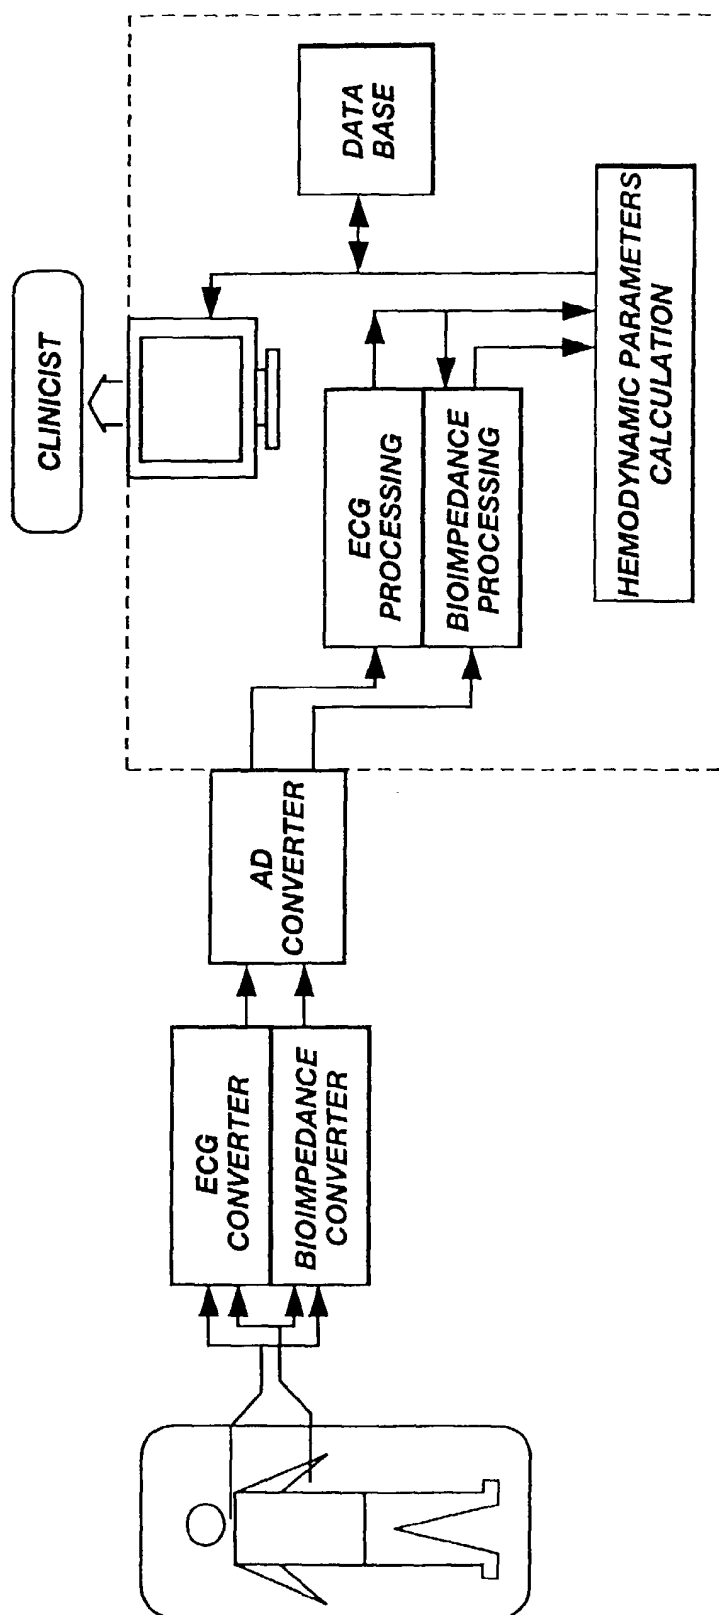 CLINICIST
DATA
BASE
ECG
PROCESSING
BIOIMPEDANCE
PROCESSING
HEMODYNAMIC PARAMETERS
CALCULATION
AD
CONVERTER
ECG
CONVERTER
BIOIMPEDANCE
CONVERTER